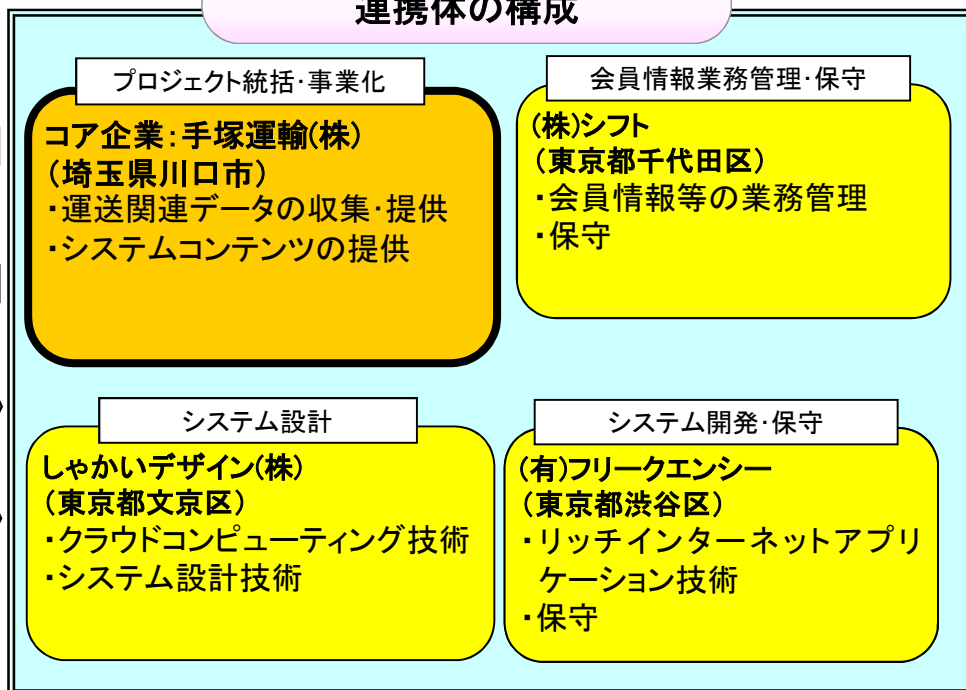 連携体の構成
プロジェクト統括・事業化
コア企業:手塚運輸(株)
(埼玉県川口市)
・運送関連データの収集・提供
・システムコンテンツの提供
会員情報業務管理・保守
(株)シフト
(東京都千代田区)
・会員情報等の業務管理
・保守
システム設計
しゃかいデザイン(株)
(東京都文京区)
・クラウドコンピューティング技術
・システム設計技術
システム開発・保守
(有)フリークエンシー
(東京都渋谷区)
・リッチインターネットアプリ
ケーション技術
・保守